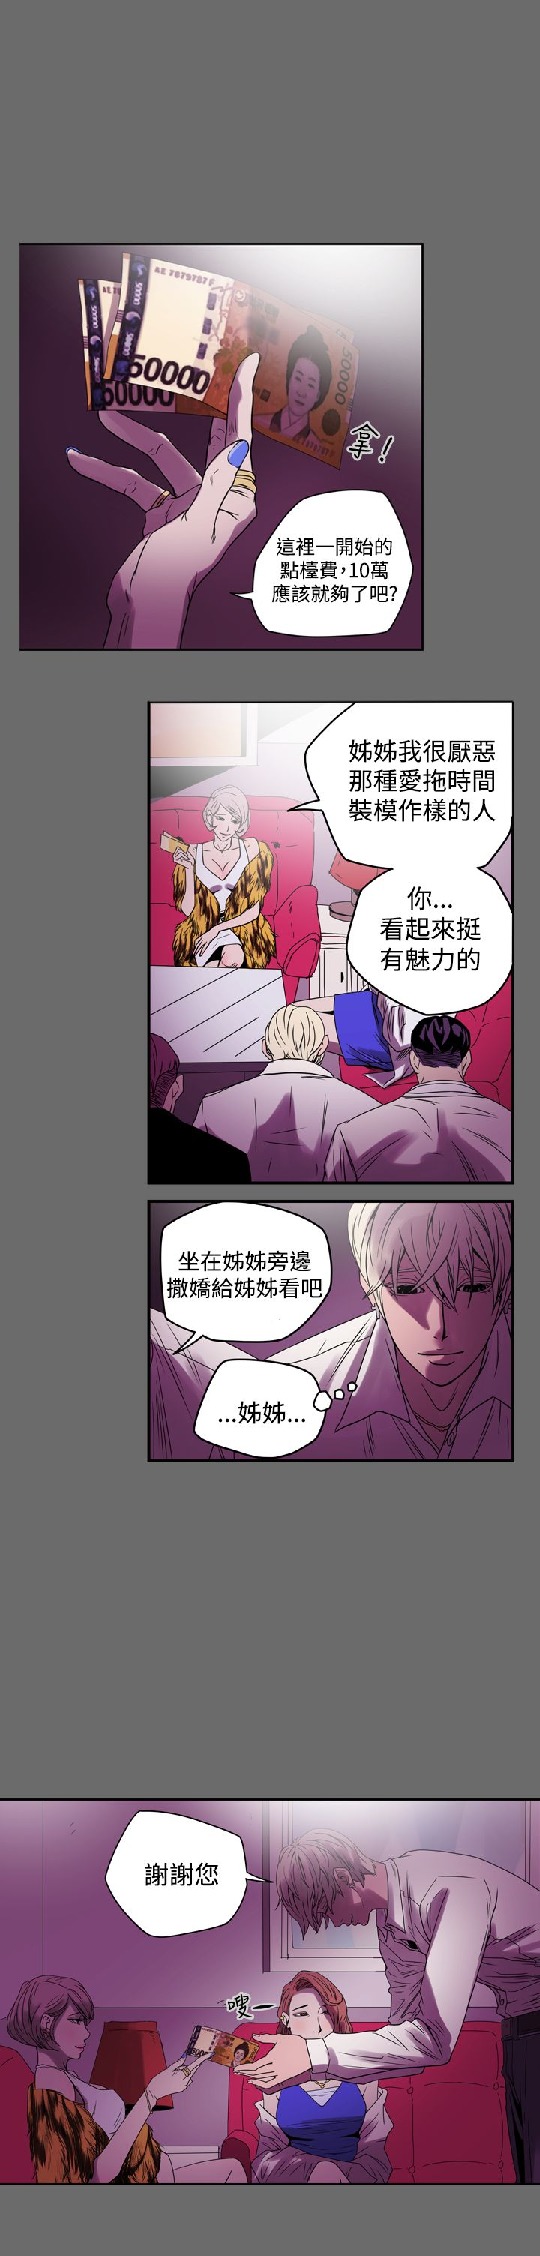 AE 7879787 F
50000
50000
50000
拿!
這裡一開始的
點檯費,10萬
應該就夠了吧?
姊姊我很厭惡
那種愛拖時間
裝模作樣的人
你...
看起來挺
有魅力的
坐在姊姊旁邊
撒嬌給姊姊看吧
...姊姊...
謝謝您
嗖一